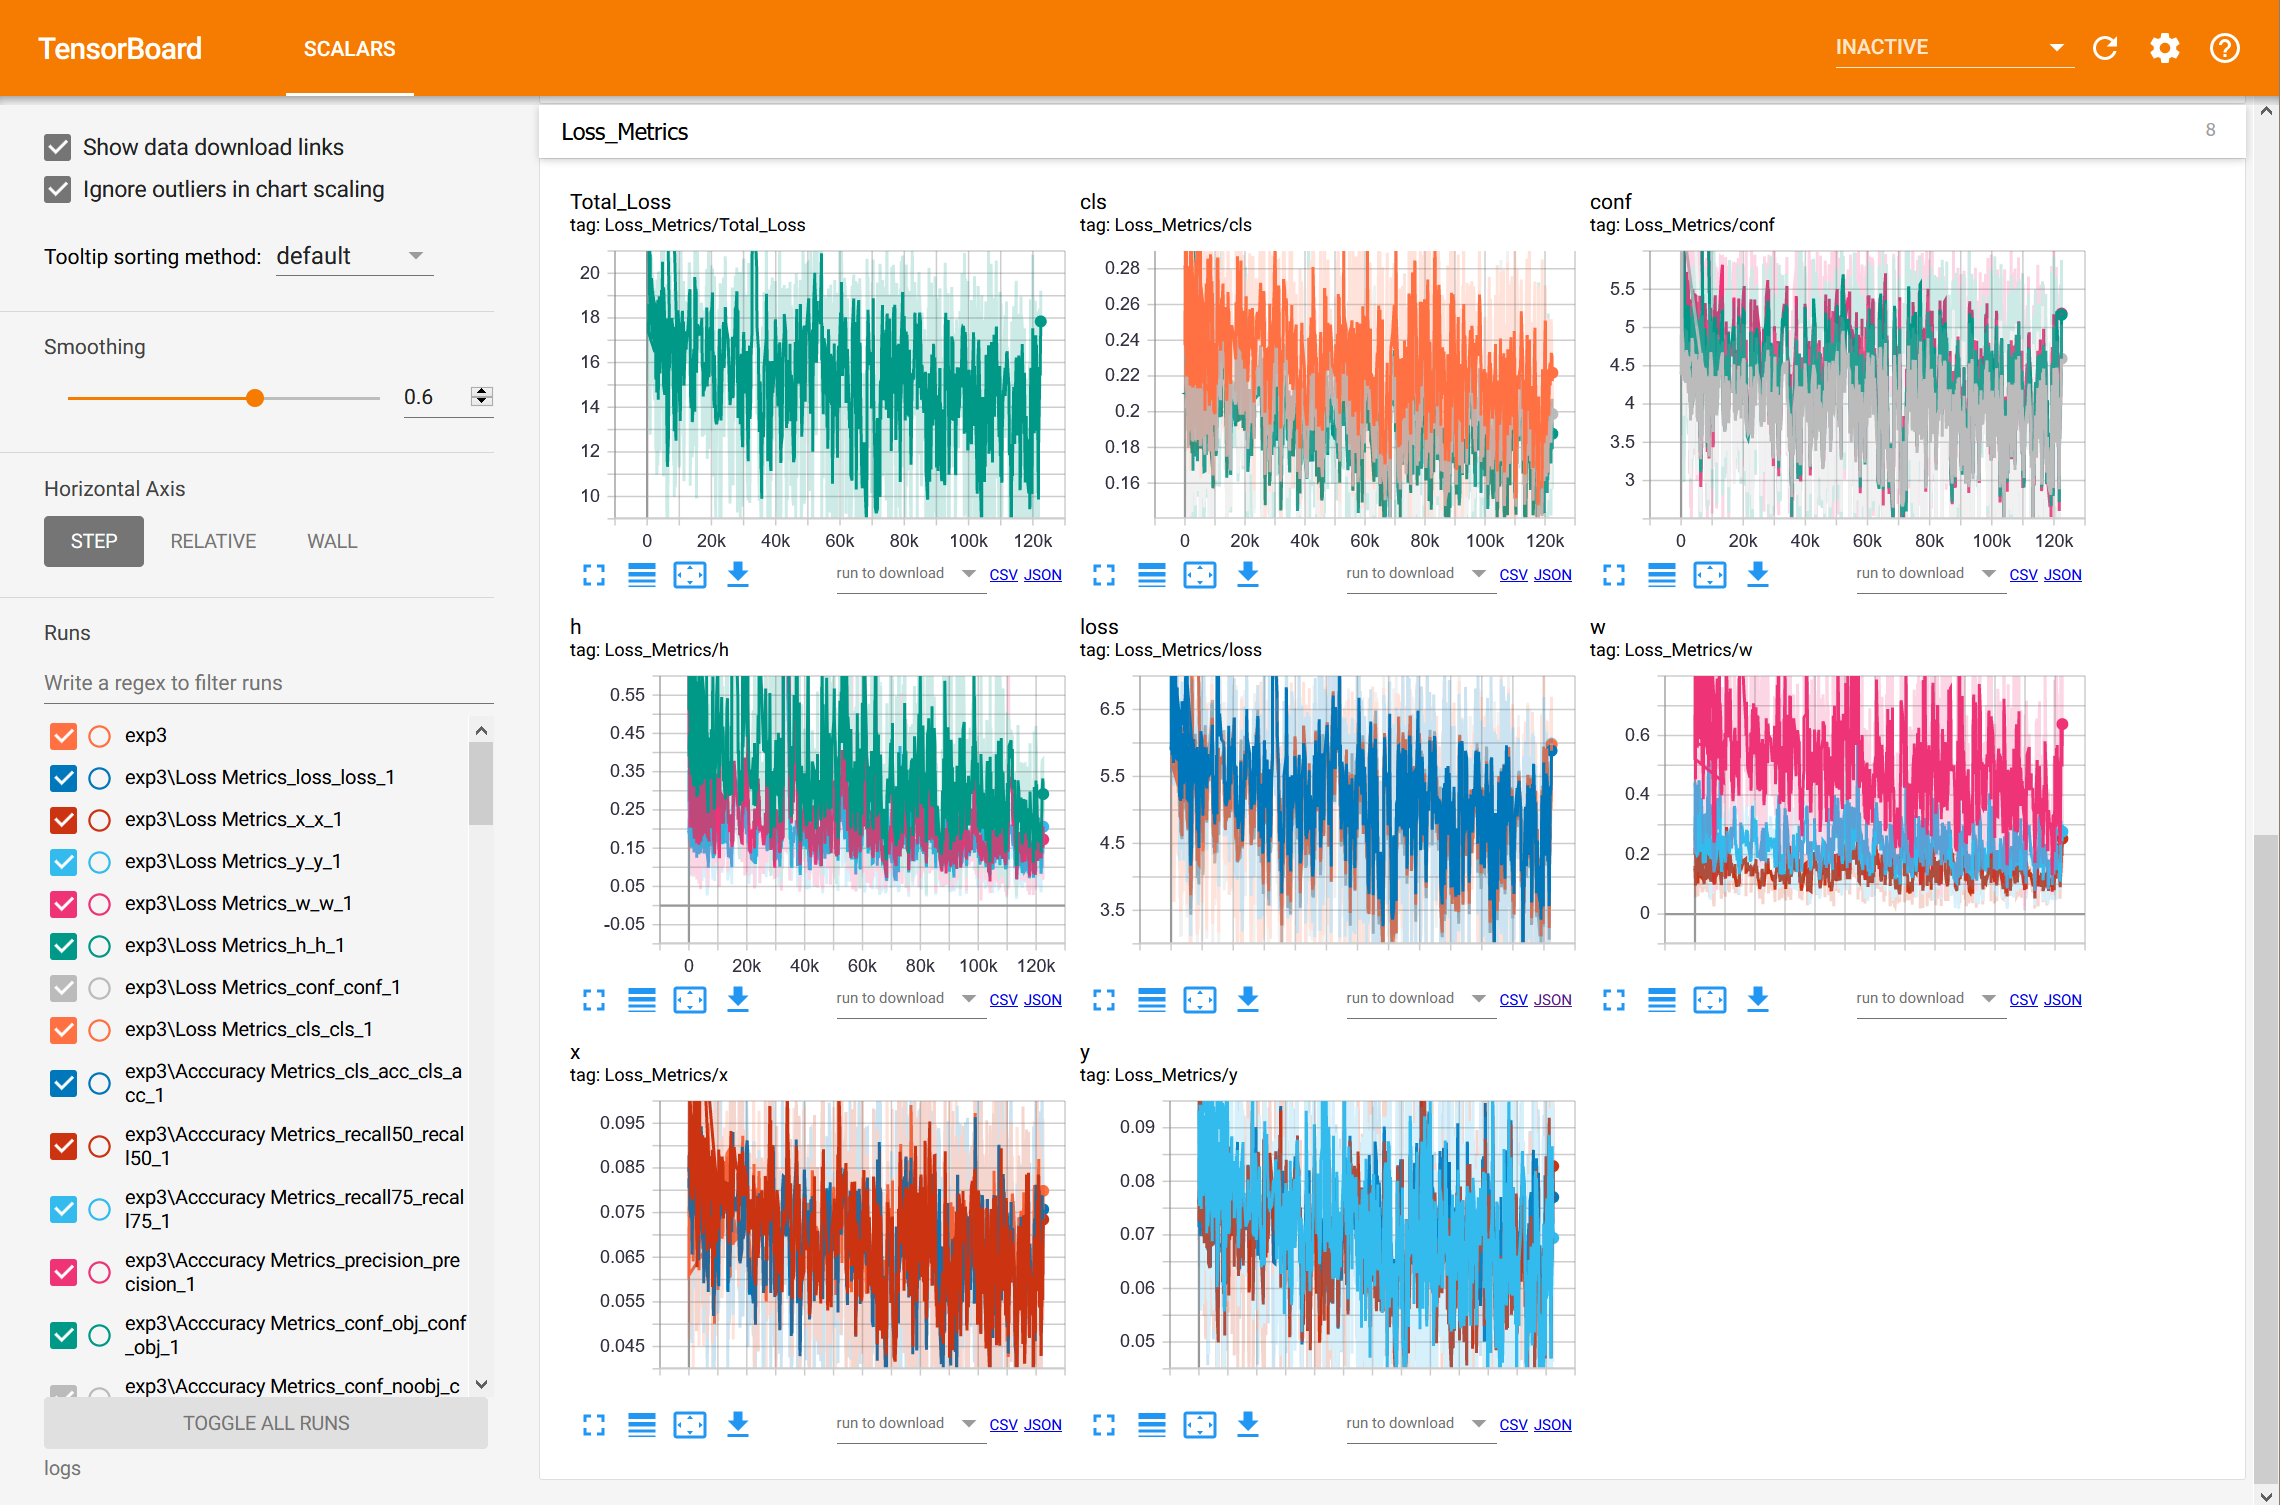 TensorBoard
SCALARS
INACTIVE
Show data download links
Ignore outliers in chart scaling
Tooltip sorting method: default
Smoothing
0.6
Horizontal Axis
STEP RELATIVE WALL
Runs
Write a regex to filter runs
exp3
exp3\Loss Metrics_loss_loss_1
exp3\Loss Metrics_x_x_1
exp3\Loss Metrics_y_y_1
exp3\Loss Metrics_w_w_1
exp3\Loss Metrics_h_h_1
exp3\Loss Metrics_conf_conf_1
exp3\Loss Metrics_cls_cls_1
exp3\Acccuracy Metrics_cls_acc_cls_a
cc_1
exp3\Acccuracy Metrics_recall50_recal
l50_1
exp3\Acccuracy Metrics_recall75_recal
l75_1
exp3\Acccuracy Metrics_precision_pre
cision_1
exp3\Acccuracy Metrics_conf_obj_conf
_obj_1
exp3\Acccuracy Metrics_conf_noobj_c
TOGGLE ALL RUNS
logs
Loss_Metrics
8
Total_Loss
tag: Loss_Metrics/Total_Loss
20
18
16
14
12
10
0 20k 40k 60k 80k 100k 120k
run to download CSV JSON
cls
tag: Loss_Metrics/cls
0.28
0.26
0.24
0.22
0.2
0.18
0.16
0 20k 40k 60k 80k 100k 120k
run to download CSV JSON
conf
tag: Loss_Metrics/conf
5.5
5
4.5
4
3.5
3
0 20k 40k 60k 80k 100k 120k
run to download CSV JSON
h
tag: Loss_Metrics/h
0.55
0.45
0.35
0.25
0.15
0.05
-0.05
0 20k 40k 60k 80k 100k 120k
run to download CSV JSON
loss
tag: Loss_Metrics/loss
6.5
5.5
4.5
3.5
run to download CSV JSON
w
tag: Loss_Metrics/w
0.6
0.4
0.2
0
run to download CSV JSON
x
tag: Loss_Metrics/x
0.095
0.085
0.075
0.065
0.055
0.045
run to download CSV JSON
y
tag: Loss_Metrics/y
0.09
0.08
0.07
0.06
0.05
run to download CSV JSON